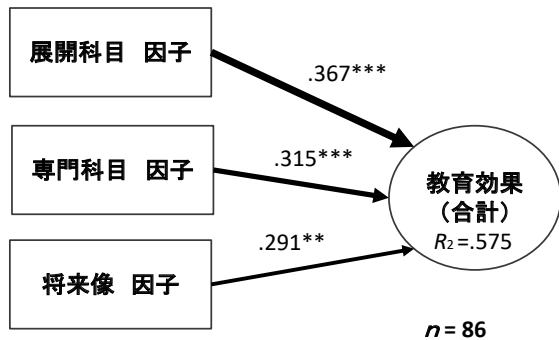 展開科目 因子
.367***
.315***
専門科目 因子
教育効果
（合計）
R2 =.575
.291**
将来像 因子
n = 86